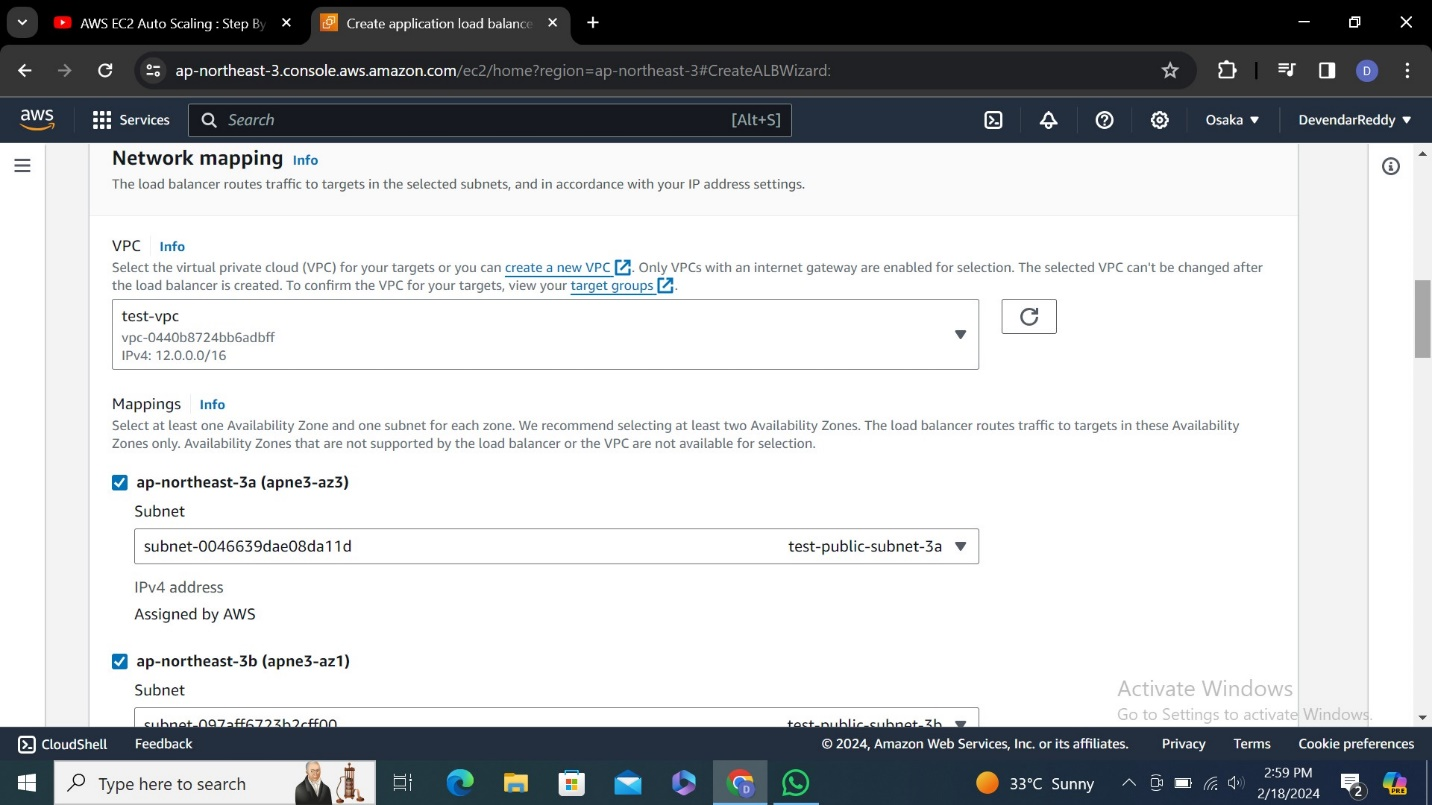 AWS EC2 Auto Scaling : Step By
Create application load balance
ap-northeast-3.console.aws.amazon.com/ec2/home?region=ap-northeast-3#CreateALBWizard:
D
aws
Services
Search
[Alt+S]
Osaka
DevendarReddy
Network mapping Info
The load balancer routes traffic to targets in the selected subnets, and in accordance with your IP address settings.
VPC Info
Select the virtual private cloud (VPC) for your targets or you can create a new VPC. Only VPCs with an internet gateway are enabled for selection. The selected VPC can't be changed after
the load balancer is created. To confirm the VPC for your targets, view your target groups.
test-vpc
vpc-0440b8724bb6adbff
IPv4: 12.0.0.0/16
Mappings Info
Select at least one Availability Zone and one subnet for each zone. We recommend selecting at least two Availability Zones. The load balancer routes traffic to targets in these Availability
Zones only. Availability Zones that are not supported by the load balancer or the VPC are not available for selection.
ap-northeast-3a (apne3-az3)
Subnet
subnet-0046639dae08da11d test-public-subnet-3a
IPv4 address
Assigned by AWS
ap-northeast-3b (apne3-az1)
Subnet
subnet-097aff6723b2cff00 test-public-subnet-3b
Activate Windows
Go to Settings to activate Windows.
CloudShell Feedback © 2024, Amazon Web Services, Inc. or its affiliates. Privacy Terms Cookie preferences
Type here to search
D
33°C Sunny
2:59 PM
2/18/2024
2
PRE